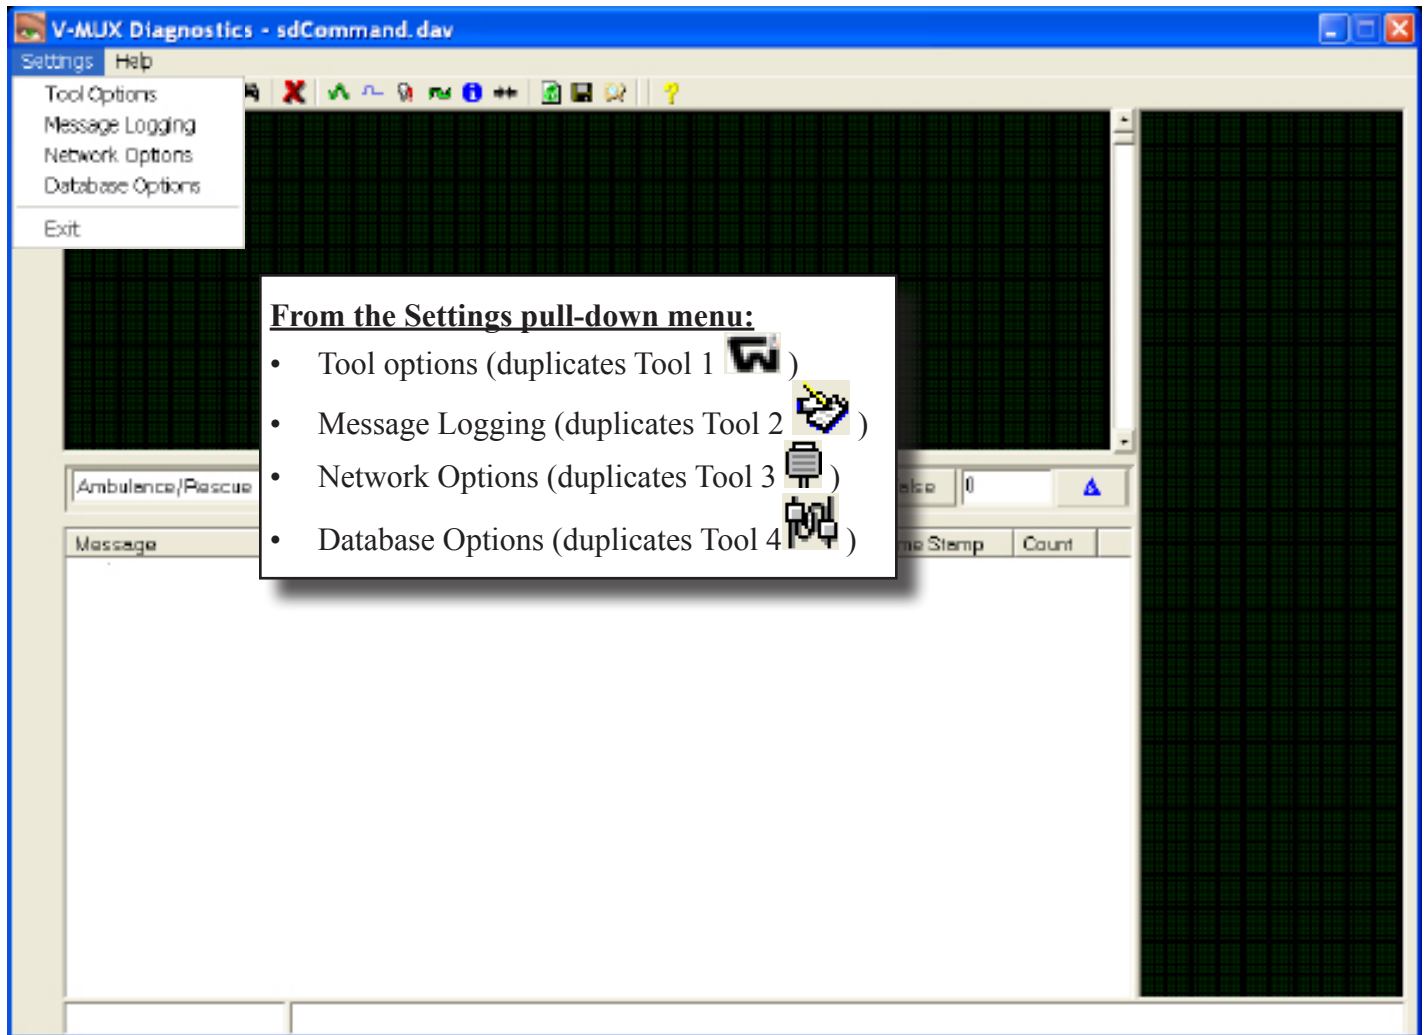 V-MUX Diagnostics - sdCommand.dav
Settings Help
Tool Options
Message Logging
Network Options
Database Options
Exit
From the Settings pull-down menu:
• Tool options (duplicates Tool 1 )
• Message Logging (duplicates Tool 2 )
• Network Options (duplicates Tool 3 )
• Database Options (duplicates Tool 4 )
Ambulance/Rescue
0
Message
Stamp Count